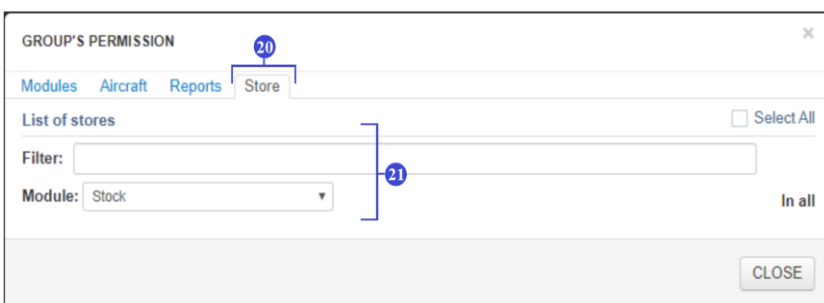 GROUP'S PERMISSION
×
20
Modules Aircraft Reports Store
List of stores
Select All
Filter:
21
Module: Stock
In all
CLOSE